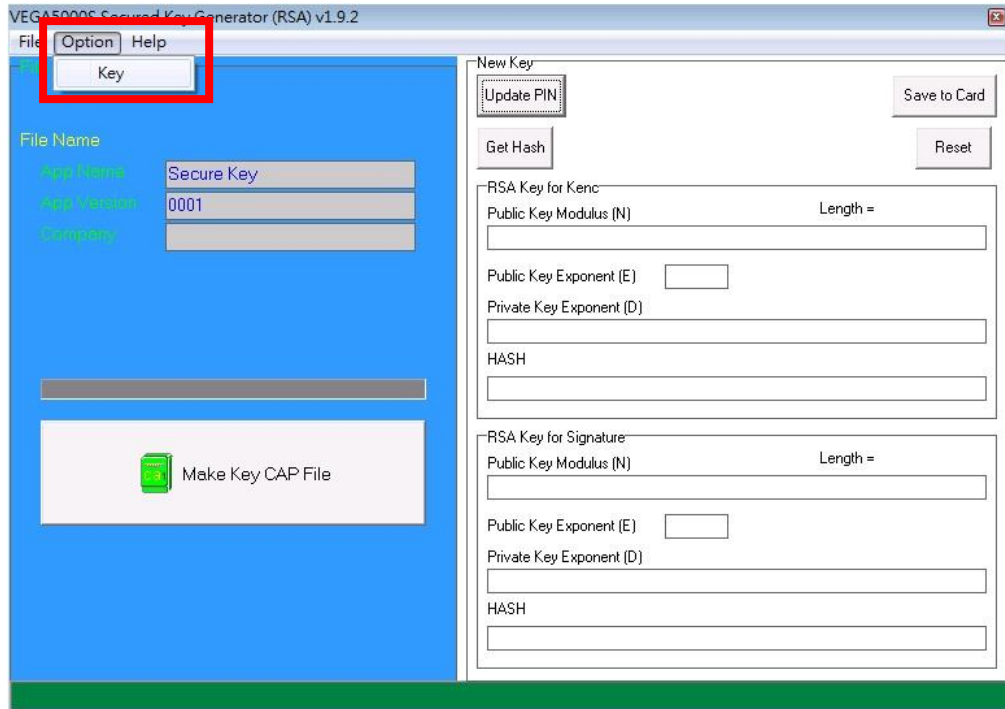 VEGA5000S Secured Key Generator (RSA) v1.9.2
File Option Help
Key
File Name
App Name Secure Key
App Version 0001
Company
Make Key CAP File
New Key
Update PIN Save to Card
Get Hash Reset
RSA Key for Kenc
Public Key Modulus (N) Length =
Public Key Exponent (E)
Private Key Exponent (D)
HASH
RSA Key for Signature
Public Key Modulus (N) Length =
Public Key Exponent (E)
Private Key Exponent (D)
HASH